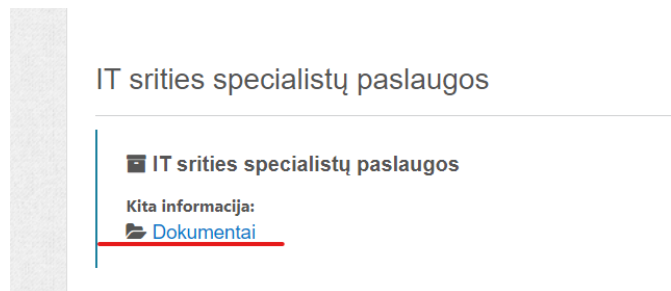 IT srities specialistų paslaugos
IT srities specialistų paslaugos
Kita informacija:
Dokumentai